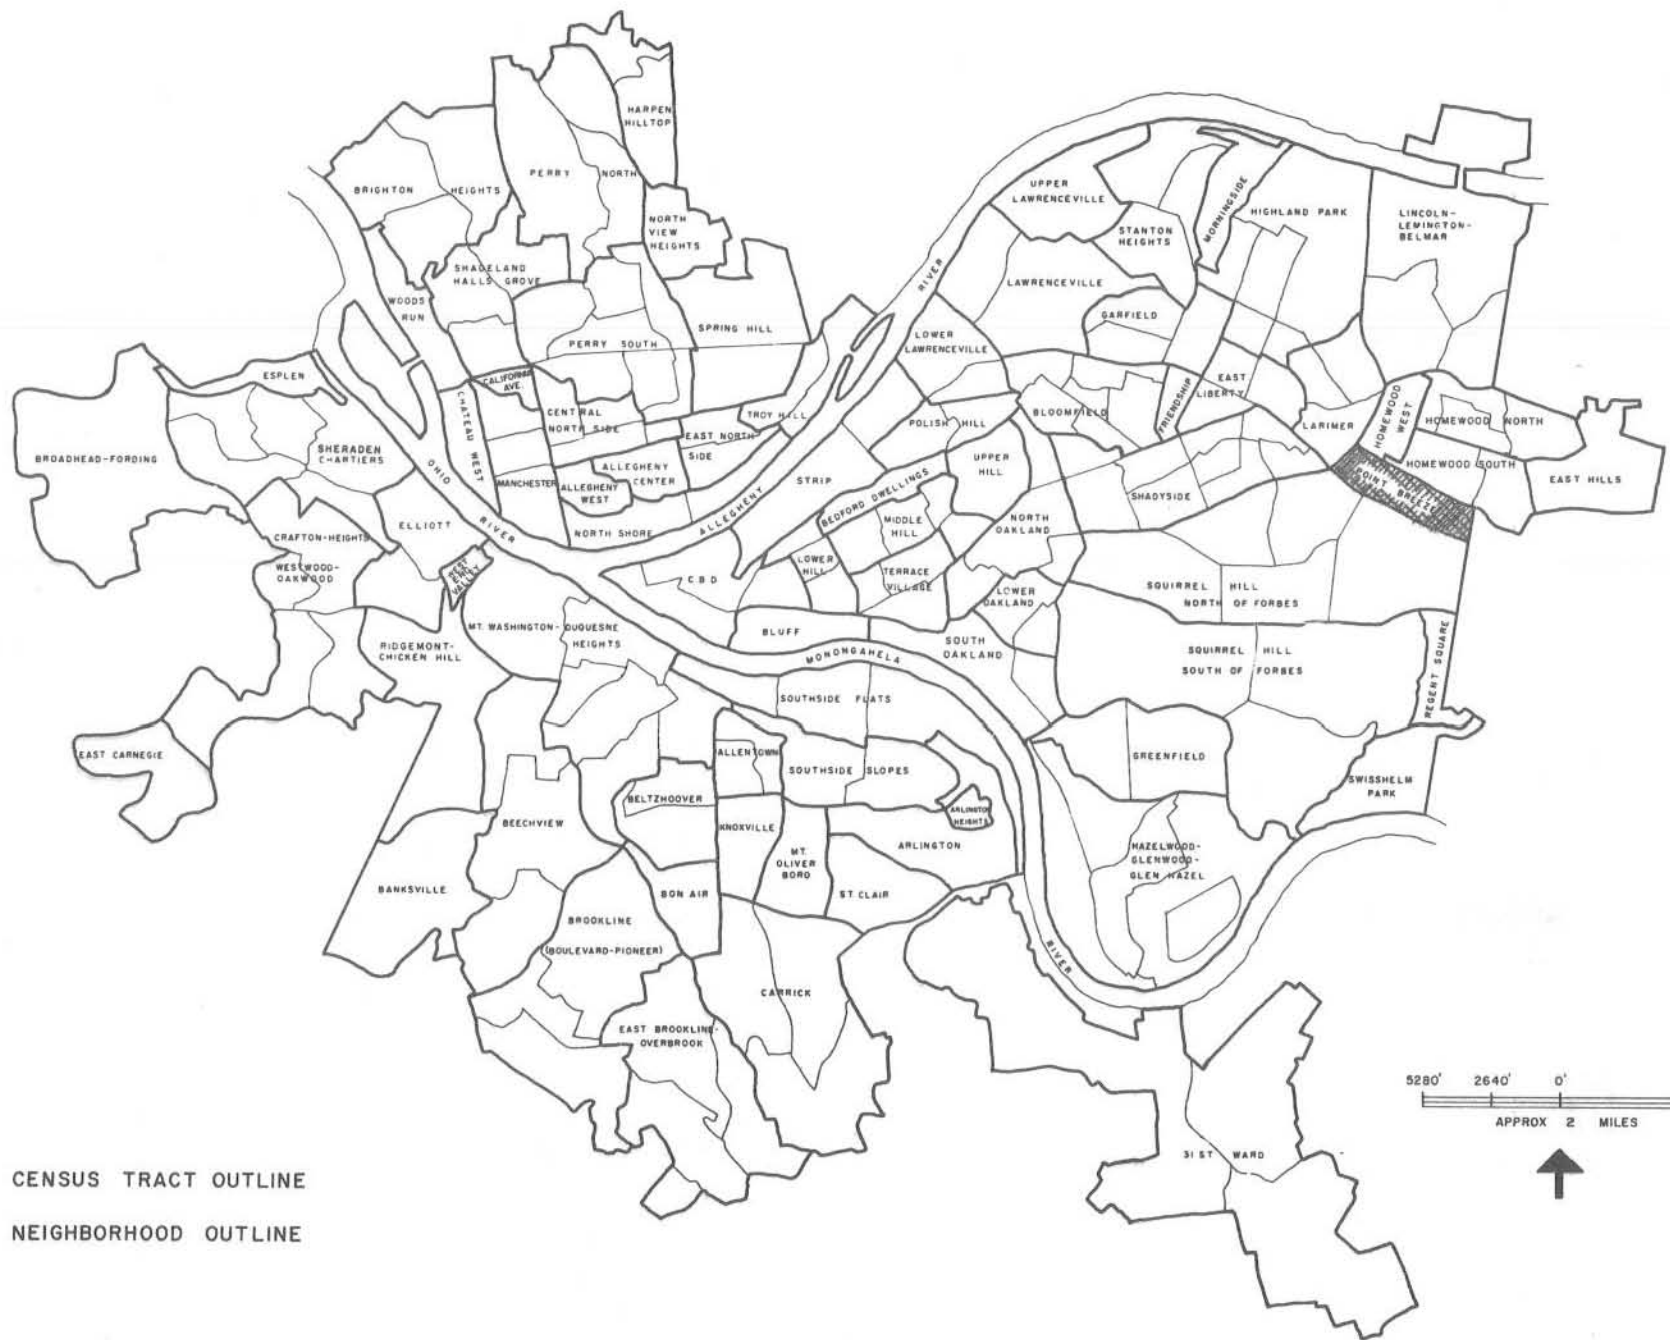 HARPEN
HILLTOP
PERRY NORTH
BRIGHTON HEIGHTS
NORTH
VIEW
HEIGHTS
SHADELAND
HALLS GROVE
WOODS
RUN
PERRY SOUTH
SPRING HILL
CALIFORNIA
AVE.
CHATEAU WEST
CENTRAL
NORTH SIDE
TROY HILL
EAST NORTH
SIDE
MANCHESTER
ALLEGHENY
CENTER
ALLEGHENY
WEST
NORTH SHORE
ESPLEN
BROADHEAD-FORDING
SHERADEN
CHARTIERS
OHIO RIVER
ALLEGHENY RIVER
ELLIOTT
CRAFTON-HEIGHTS
WESTWOOD-
OAKWOOD
WEST
END
VALLEY
RIDGEMONT-
CHICKEN HILL
MT. WASHINGTON-DUQUESNE
HEIGHTS
EAST CARNEGIE
BANKSVILLE
BEECHVIEW
BELTZHOOVER
BON AIR
BROOKLINE
(BOULEVARD-PIONEER)
EAST BROOKLINE-
OVERBROOK
CARRICK
ALLENTOWN
KNOXVILLE
MT.
OLIVER
BORO
ST. CLAIR
ARLINGTON
ARLINGTON
HEIGHTS
SOUTHSIDE SLOPES
SOUTHSIDE FLATS
MONONGAHELA RIVER
UPPER
LAWRENCEVILLE
STANTON
HEIGHTS
MORNINGSIDE
HIGHLAND PARK
LINCOLN-
LEMINGTON-
BELMAR
LAWRENCEVILLE
GARFIELD
LOWER
LAWRENCEVILLE
EAST
LIBERTY
FRIENDSHIP
BLOOMFIELD
LARIMER
HOMEWOOD
WEST
HOMEWOOD NORTH
HOMEWOOD SOUTH
EAST HILLS
POINT BREEZE
POLISH HILL
STRIP
UPPER
HILL
BEDFORD DWELLINGS
MIDDLE
HILL
SHADYSIDE
NORTH
OAKLAND
LOWER
HILL
TERRACE
VILLAGE
CBD
LOWER
OAKLAND
BLUFF
SOUTH
OAKLAND
SQUIRREL HILL
NORTH OF FORBES
SQUIRREL HILL
SOUTH OF FORBES
REGENT SQUARE
GREENFIELD
SWISSHELM
PARK
HAZELWOOD-
GLENWOOD-
GLEN HAZEL
31 ST WARD
5280' 2640' 0'
APPROX 2 MILES
CENSUS TRACT OUTLINE
NEIGHBORHOOD OUTLINE